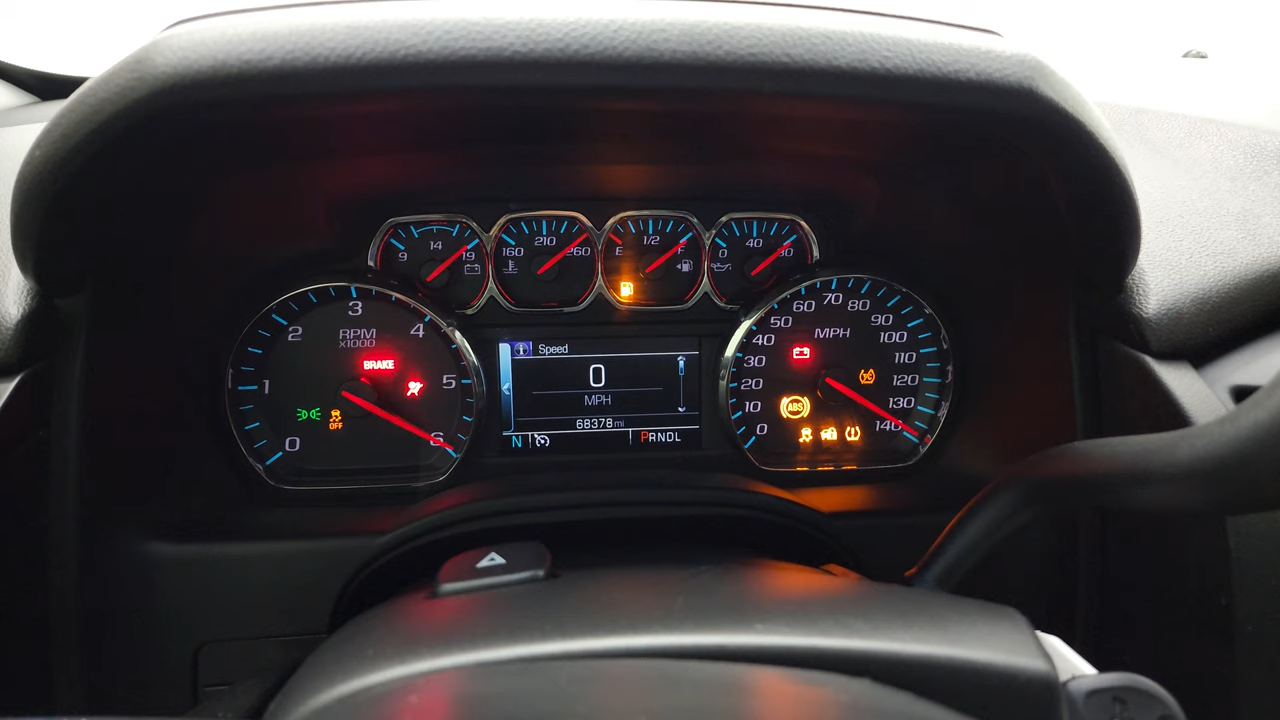 9 14 19
160 210 260
E 1/2 F
0 40 80
0 1 2 3 4 5 6
RPM
x1000
BRAKE
OFF
Speed
0
MPH
68378 mi
N PRNDL
0 10 20 30 40 50 60 70 80 90 100 110 120 130 140
MPH
ABS